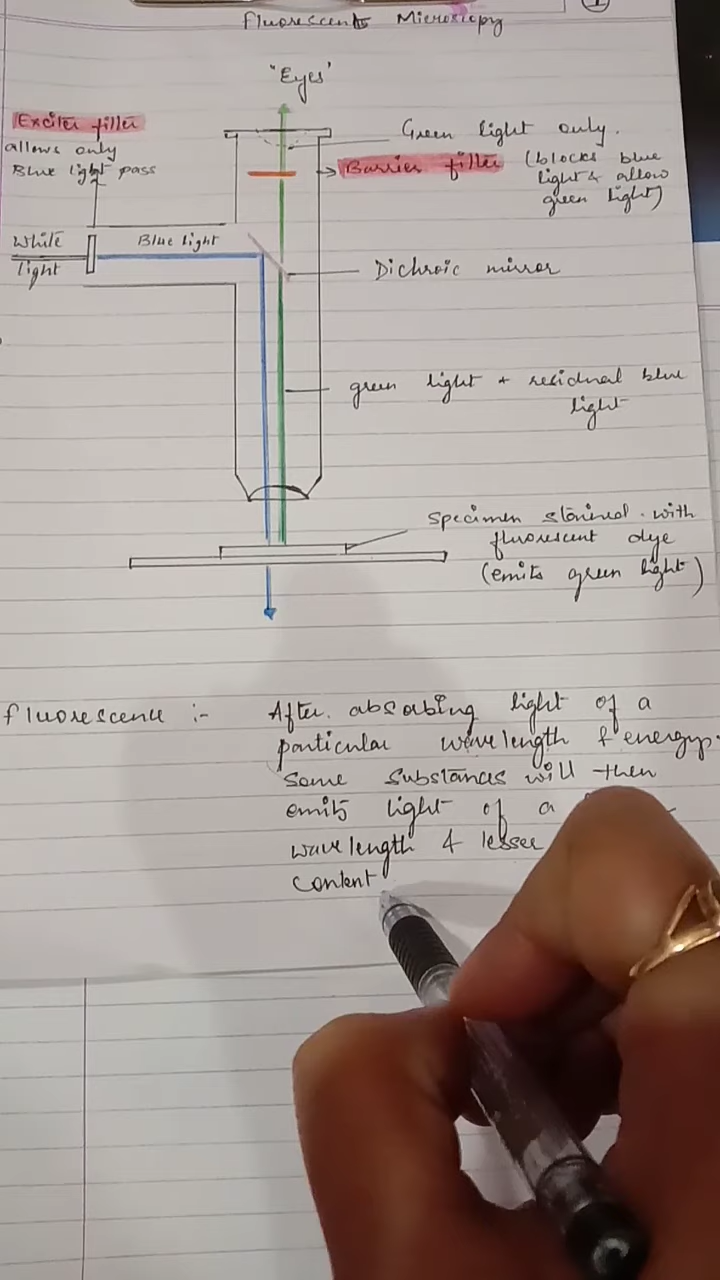 Fluorescent Microscopy
"Eyes"
Exciter filter
allows only
Blue light pass
Green light only.
Barrier filter (blocks blue
light & allow
green light)
White
light
Blue light
Dichroic mirror
green light + residual blue
light
Specimen stained with
fluorescent dye
(emits green light)
fluorescence :- After absorbing light of a
particular wavelength & energy.
Some substances will then
emits light of a
wavelength & lesser
content